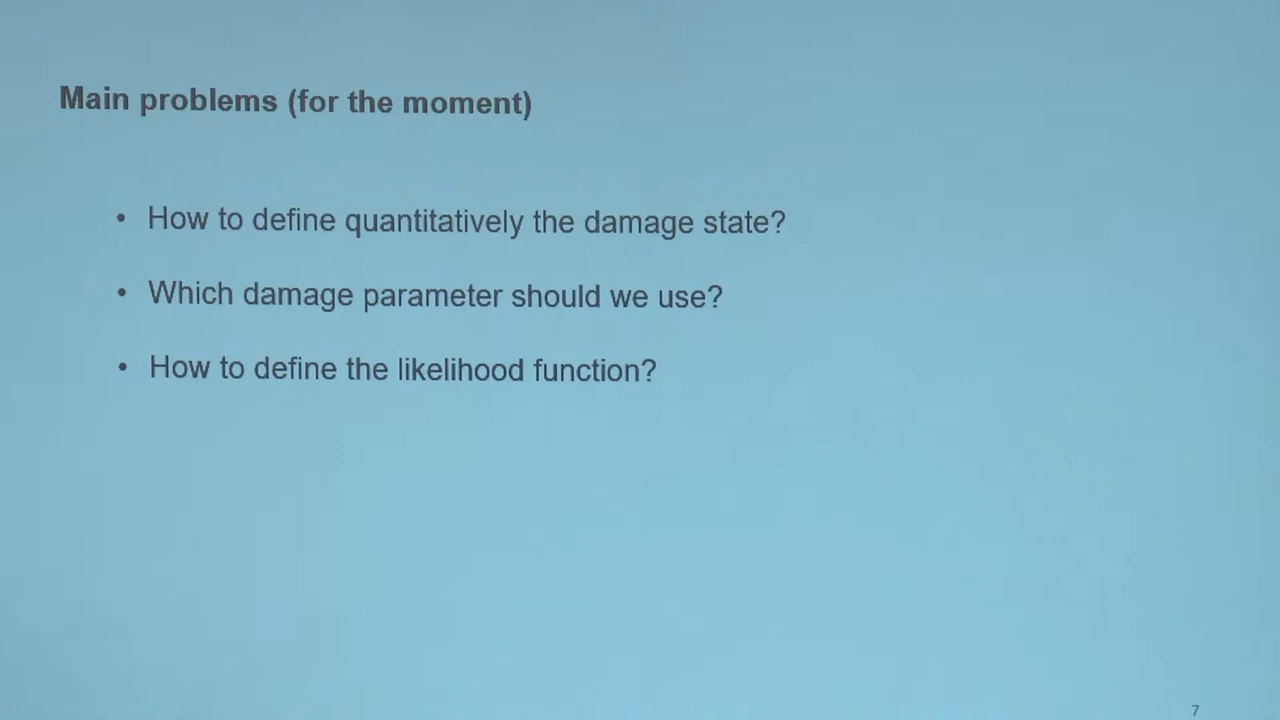 Main problems (for the moment)
• How to define quantitatively the damage state?
• Which damage parameter should we use?
• How to define the likelihood function?
7